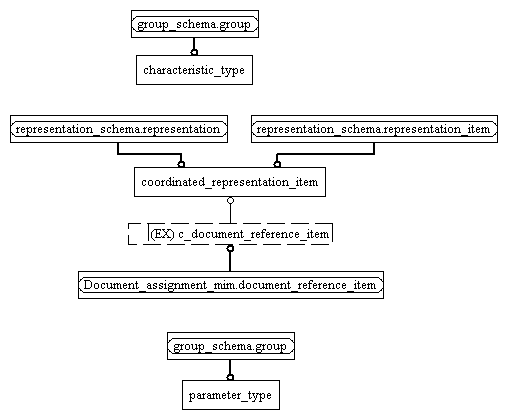 group_schema.group
characteristic_type
representation_schema.representation
representation_schema.representation_item
coordinated_representation_item
(EX) c_document_reference_item
Document_assignment_mim.document_reference_item
group_schema.group
parameter_type